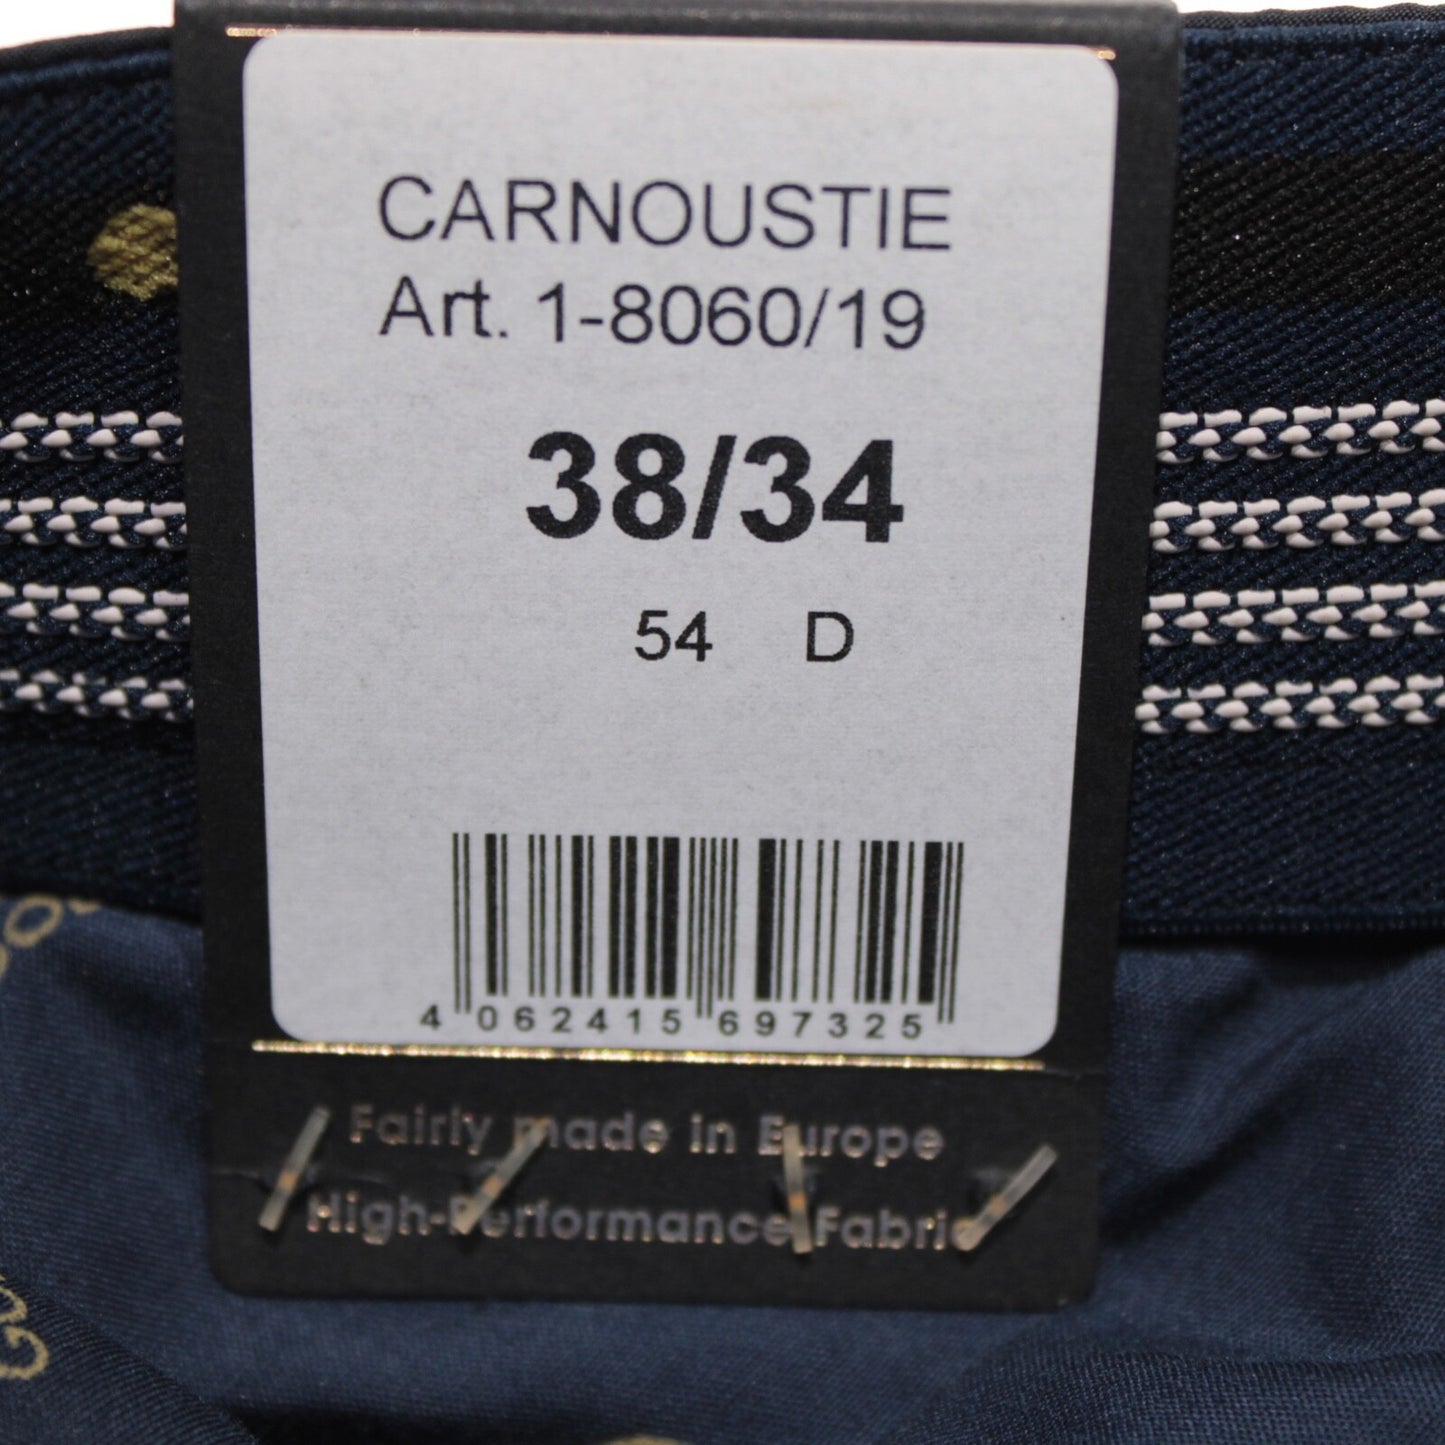 CARNOUSTIE
Art. 1-8060/19
38/34
54 D
4 062415 697325
Fairly made in Europe
High-Performance Fabric